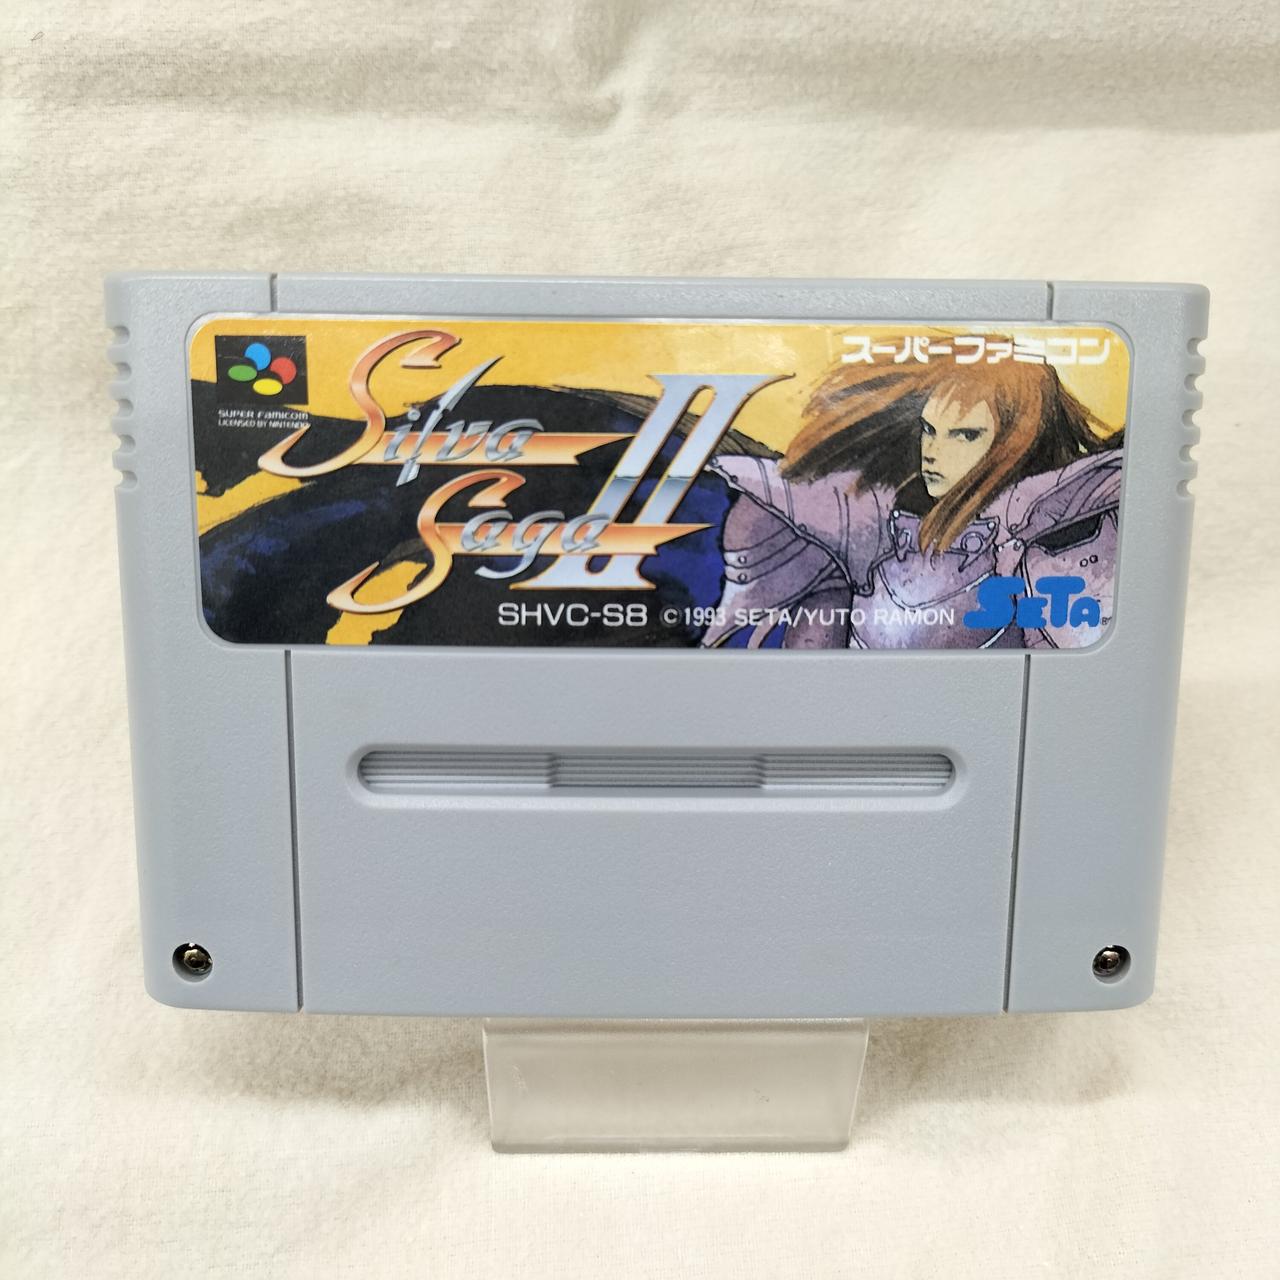 スーパーファミコン
Silva
Saga II
SUPER Famicom
LICENSED BY NINTENDO
SHVC-S8 ©1993 SETA/YUTO RAMON
SETA®